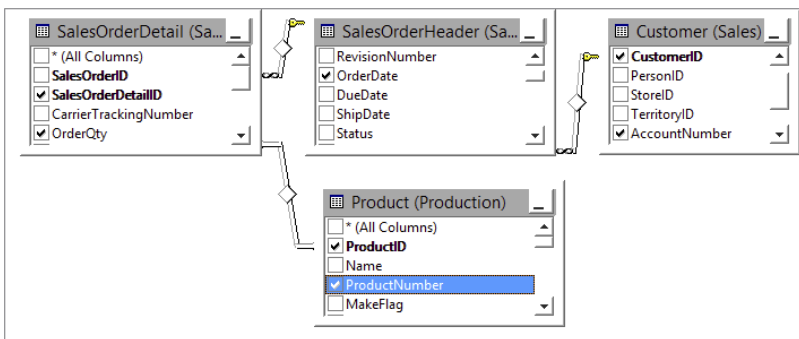 SalesOrderDetail (Sa...
* (All Columns)
SalesOrderID
SalesOrderDetailID
CarrierTrackingNumber
OrderQty
SalesOrderHeader (Sa...
RevisionNumber
OrderDate
DueDate
ShipDate
Status
Customer (Sales)
CustomerID
PersonID
StoreID
TerritoryID
AccountNumber
Product (Production)
* (All Columns)
ProductID
Name
ProductNumber
MakeFlag